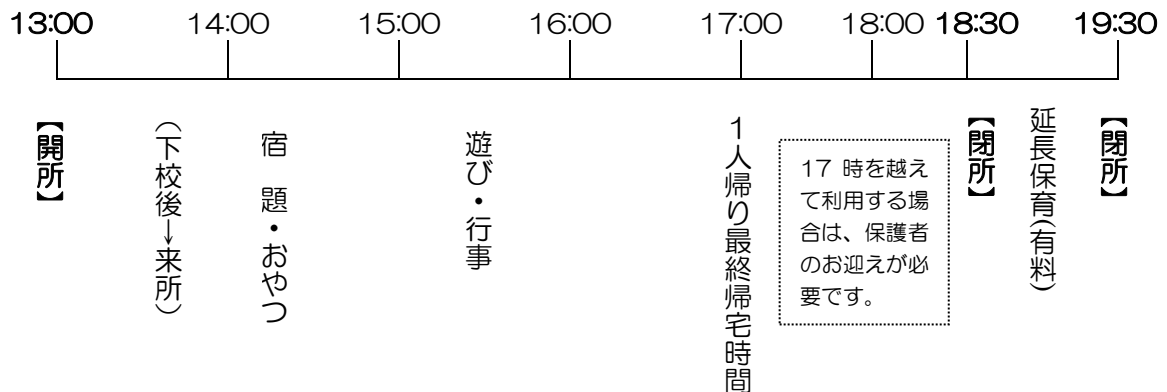 13:00 14:00 15:00 16:00 17:00 18:00 18:30 19:30
【開所】
（下校後→来所）
宿 題・おやつ
遊び・行事
１人帰り最終帰宅時間
17 時を越え
て利用する場
合は、保護者
のお迎えが必
要です。
【閉所】
延長保育(有料)
【閉所】